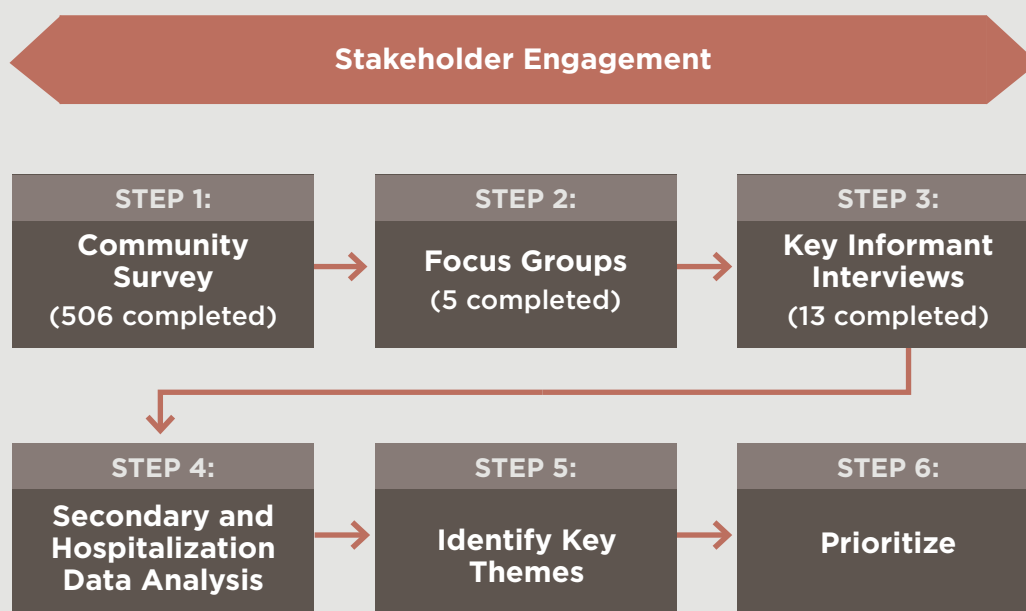 Stakeholder Engagement
STEP 1:
Community
Survey
(506 completed)
STEP 2:
Focus Groups
(5 completed)
STEP 3:
Key Informant
Interviews
(13 completed)
STEP 4:
Secondary and
Hospitalization
Data Analysis
STEP 5:
Identify Key
Themes
STEP 6:
Prioritize